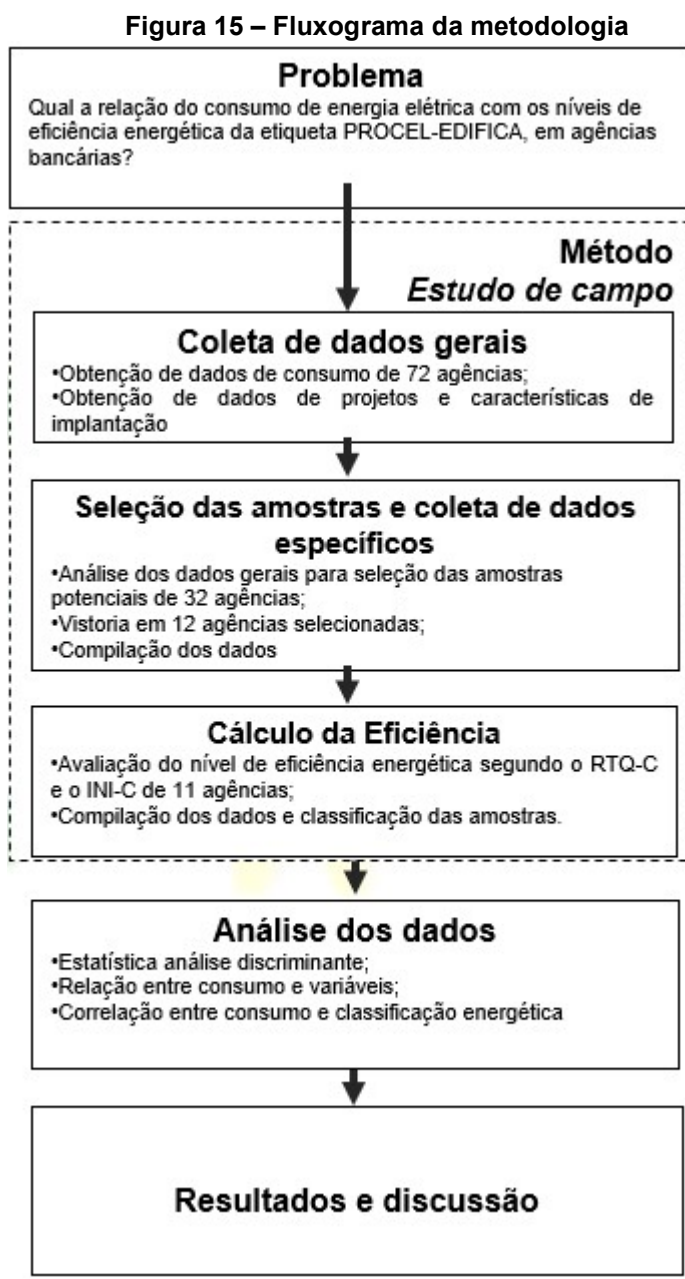 Figura 15 – Fluxograma da metodologia
Problema
Qual a relação do consumo de energia elétrica com os níveis de
eficiência energética da etiqueta PROCEL-EDIFICA, em agências
bancárias?
Método
Estudo de campo
Coleta de dados gerais
•Obtenção de dados de consumo de 72 agências;
•Obtenção de dados de projetos e características de
implantação
Seleção das amostras e coleta de dados
específicos
•Análise dos dados gerais para seleção das amostras
potenciais de 32 agências;
•Vistoria em 12 agências selecionadas;
•Compilação dos dados
Cálculo da Eficiência
•Avaliação do nível de eficiência energética segundo o RTQ-C
e o INI-C de 11 agências;
•Compilação dos dados e classificação das amostras.
Análise dos dados
•Estatística análise discriminante;
•Relação entre consumo e variáveis;
•Correlação entre consumo e classificação energética
Resultados e discussão